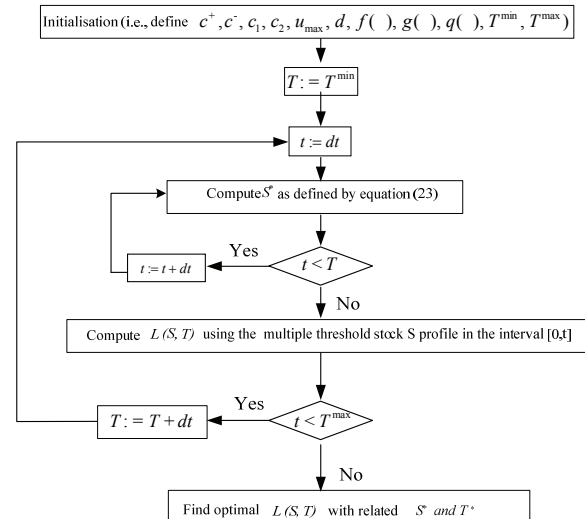 Initialisation (i.e., define c⁺, c⁻, c₁, c₂, u_max, d, f( ), g( ), q( ), T^min, T^max)
T := T^min
t := dt
Compute S* as defined by equation (23)
Yes
t := t + dt
t < T
No
Compute L(S, T) using the multiple threshold stock S profile in the interval [0,t]
Yes
T := T + dt
t < T^max
No
Find optimal L(S, T) with related S* and T*